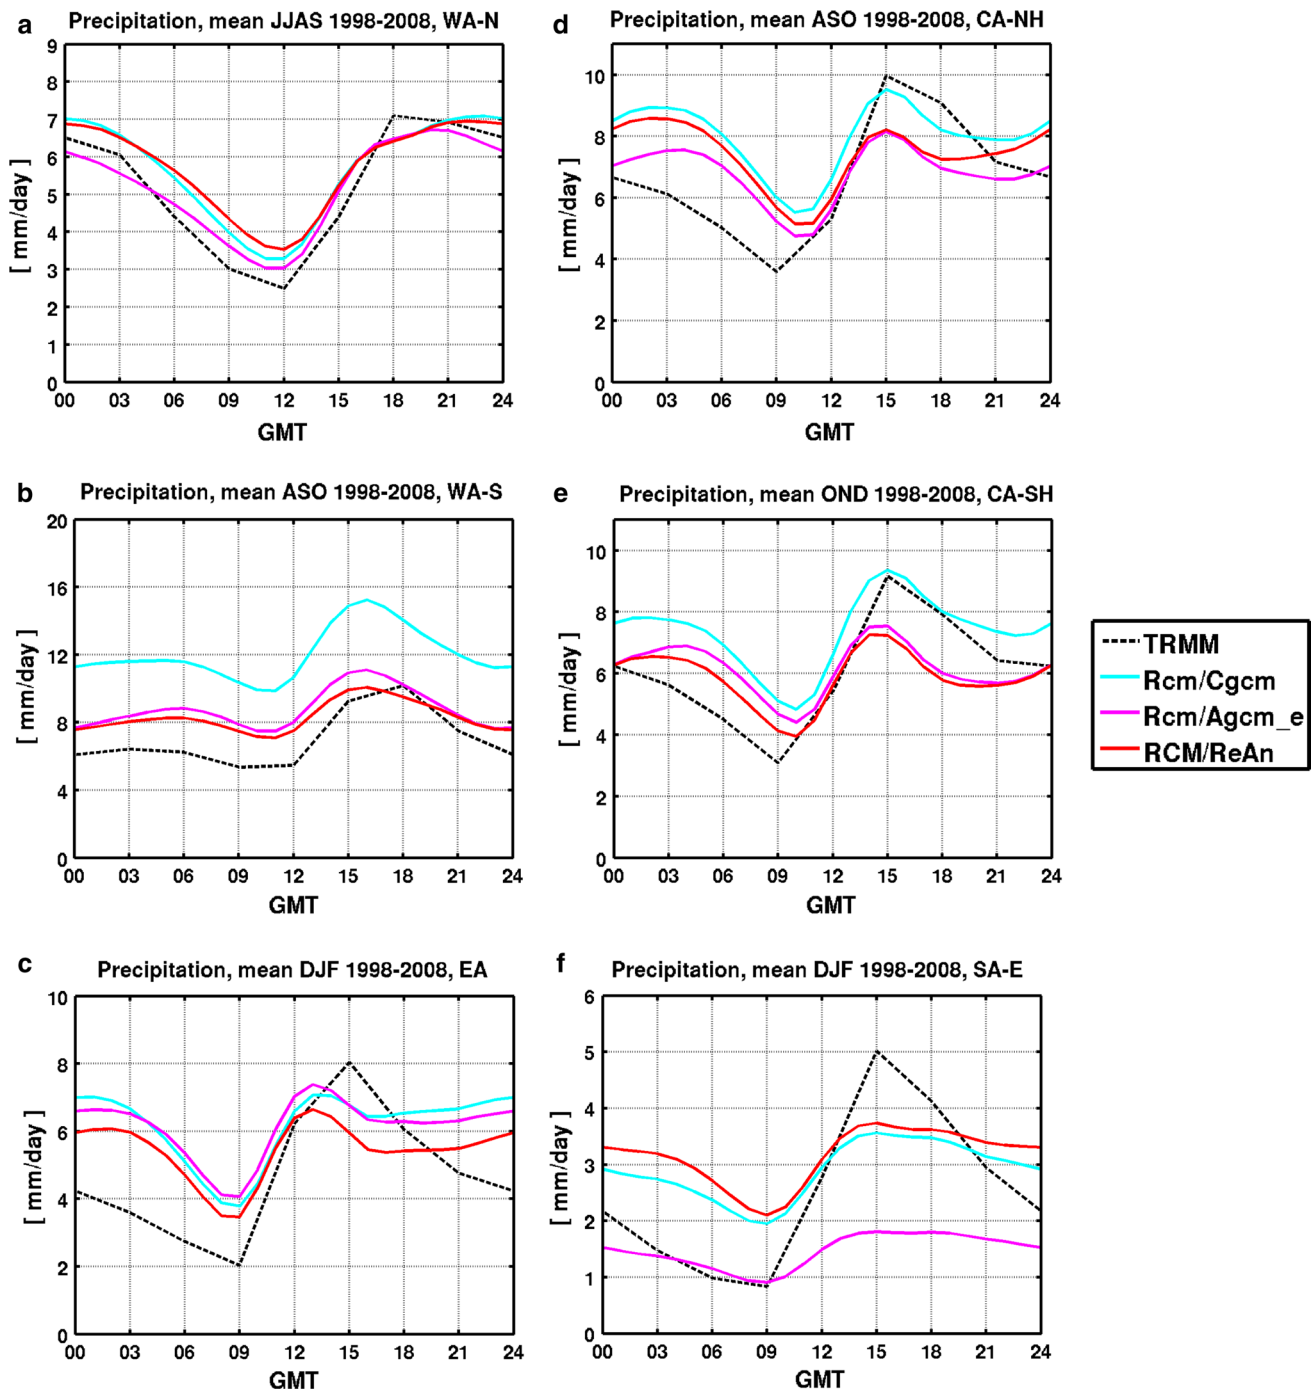 a Precipitation, mean JJAS 1998-2008, WA-N
[ mm/day ]
9
8
7
6
5
4
3
2
1
0
00 03 06 09 12 15 18 21 24
GMT
d Precipitation, mean ASO 1998-2008, CA-NH
[ mm/day ]
10
8
6
4
2
0
00 03 06 09 12 15 18 21 24
GMT
b Precipitation, mean ASO 1998-2008, WA-S
[ mm/day ]
20
16
12
8
4
0
00 03 06 09 12 15 18 21 24
GMT
e Precipitation, mean OND 1998-2008, CA-SH
[ mm/day ]
10
8
6
4
2
0
00 03 06 09 12 15 18 21 24
GMT
TRMM
Rcm/Cgcm
Rcm/Agcm_e
RCM/ReAn
c Precipitation, mean DJF 1998-2008, EA
[ mm/day ]
10
8
6
4
2
0
00 03 06 09 12 15 18 21 24
GMT
f Precipitation, mean DJF 1998-2008, SA-E
[ mm/day ]
6
5
4
3
2
1
0
00 03 06 09 12 15 18 21 24
GMT